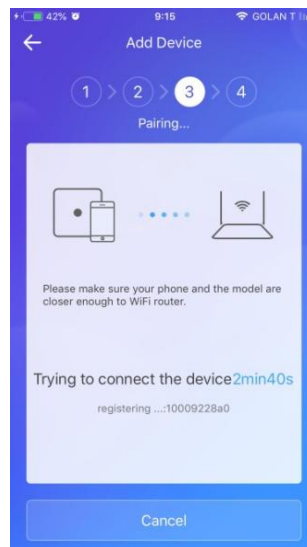 42% 9:15 GOLAN T
Add Device
1 > 2 > 3 > 4
Pairing...
Please make sure your phone and the model are
closer enough to WiFi router.
Trying to connect the device2min40s
registering ...:10009228a0
Cancel